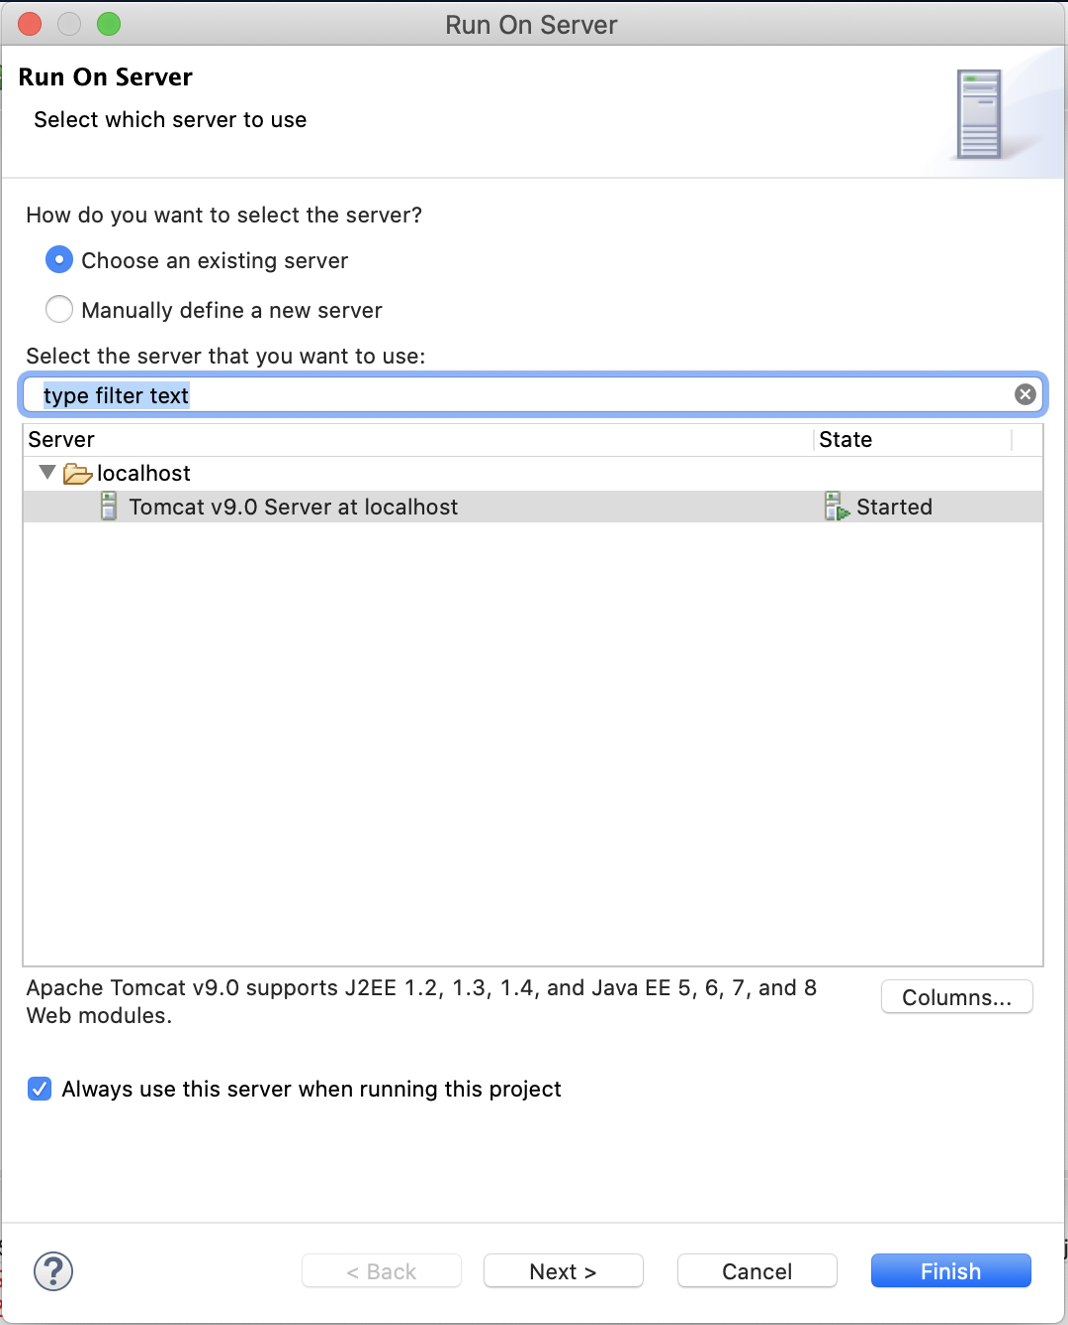 Run On Server
Run On Server
Select which server to use
How do you want to select the server?
Choose an existing server
Manually define a new server
Select the server that you want to use:
type filter text
Server State
localhost
Tomcat v9.0 Server at localhost Started
Apache Tomcat v9.0 supports J2EE 1.2, 1.3, 1.4, and Java EE 5, 6, 7, and 8
Web modules.
Columns...
Always use this server when running this project
? < Back Next > Cancel Finish